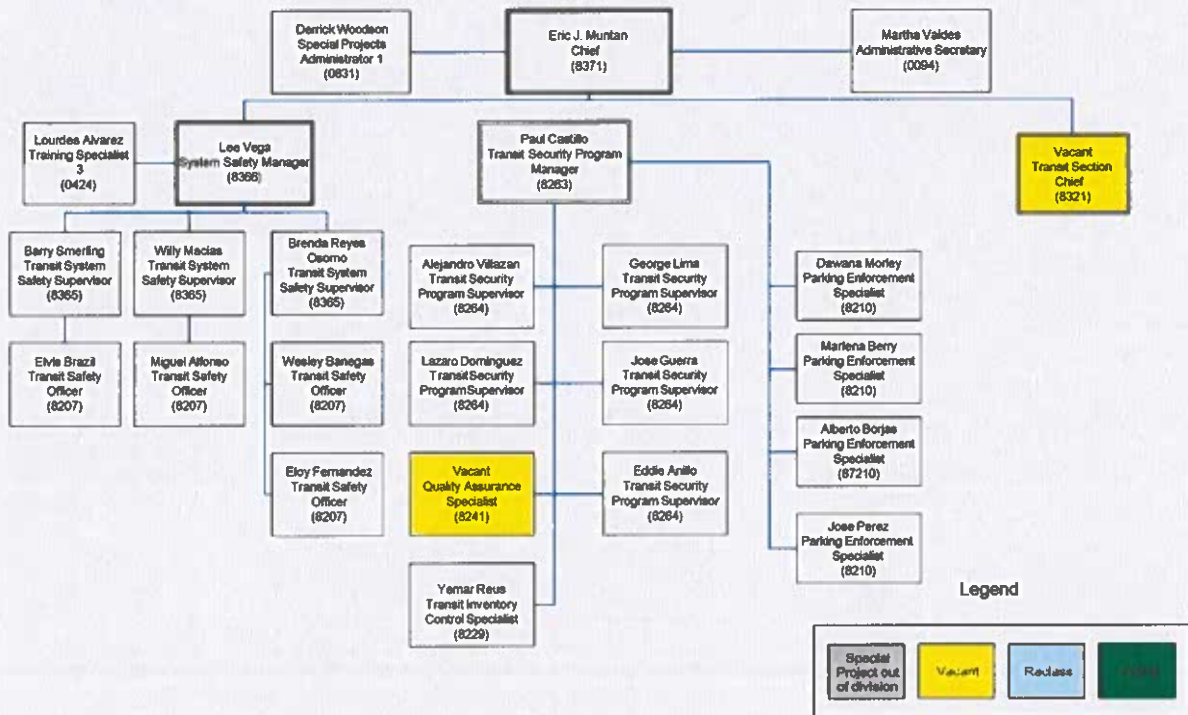 Derrick Woodson
Special Projects
Administrator 1
(0831)
Eric J. Muntan
Chief
(8371)
Martha Valdes
Administrative Secretary
(0094)
Lourdes Alvarez
Training Specialist
3
(0424)
Lee Vega
System Safety Manager
(8366)
Paul Castillo
Transit Security Program
Manager
(8263)
Vacant
Transit Section
Chief
(8321)
Barry Smerling
Transit System
Safety Supervisor
(8365)
Willy Macias
Transit System
Safety Supervisor
(8365)
Brenda Reyes
Osorno
Transit System
Safety Supervisor
(8365)
Alejandro Villazan
Transit Security
Program Supervisor
(8264)
George Lima
Transit Security
Program Supervisor
(8264)
Dawana Morley
Parking Enforcement
Specialist
(8210)
Elvis Brazil
Transit Safety
Officer
(8207)
Miguel Alfonso
Transit Safety
Officer
(8207)
Wesley Banegas
Transit Safety
Officer
(8207)
Lazaro Dominguez
Transit Security
Program Supervisor
(8264)
Jose Guerra
Transit Security
Program Supervisor
(8264)
Marlena Berry
Parking Enforcement
Specialist
(8210)
Alberto Borjas
Parking Enforcement
Specialist
(87210)
Eloy Fernandez
Transit Safety
Officer
(8207)
Vacant
Quality Assurance
Specialist
(8241)
Eddie Anillo
Transit Security
Program Supervisor
(8264)
Jose Perez
Parking Enforcement
Specialist
(8210)
Yemar Reus
Transit Inventory
Control Specialist
(8229)
Legend
Special
Project out
of division
Vacant
Reclass